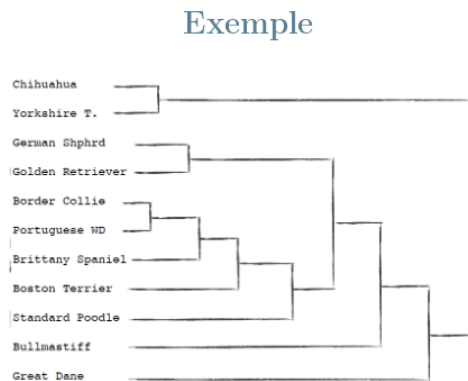 Exemple
Chihuahua
Yorkshire T.
German Shphrd
Golden Retriever
Border Collie
Portuguese WD
Brittany Spaniel
Boston Terrier
Standard Poodle
Bullmastiff
Great Dane